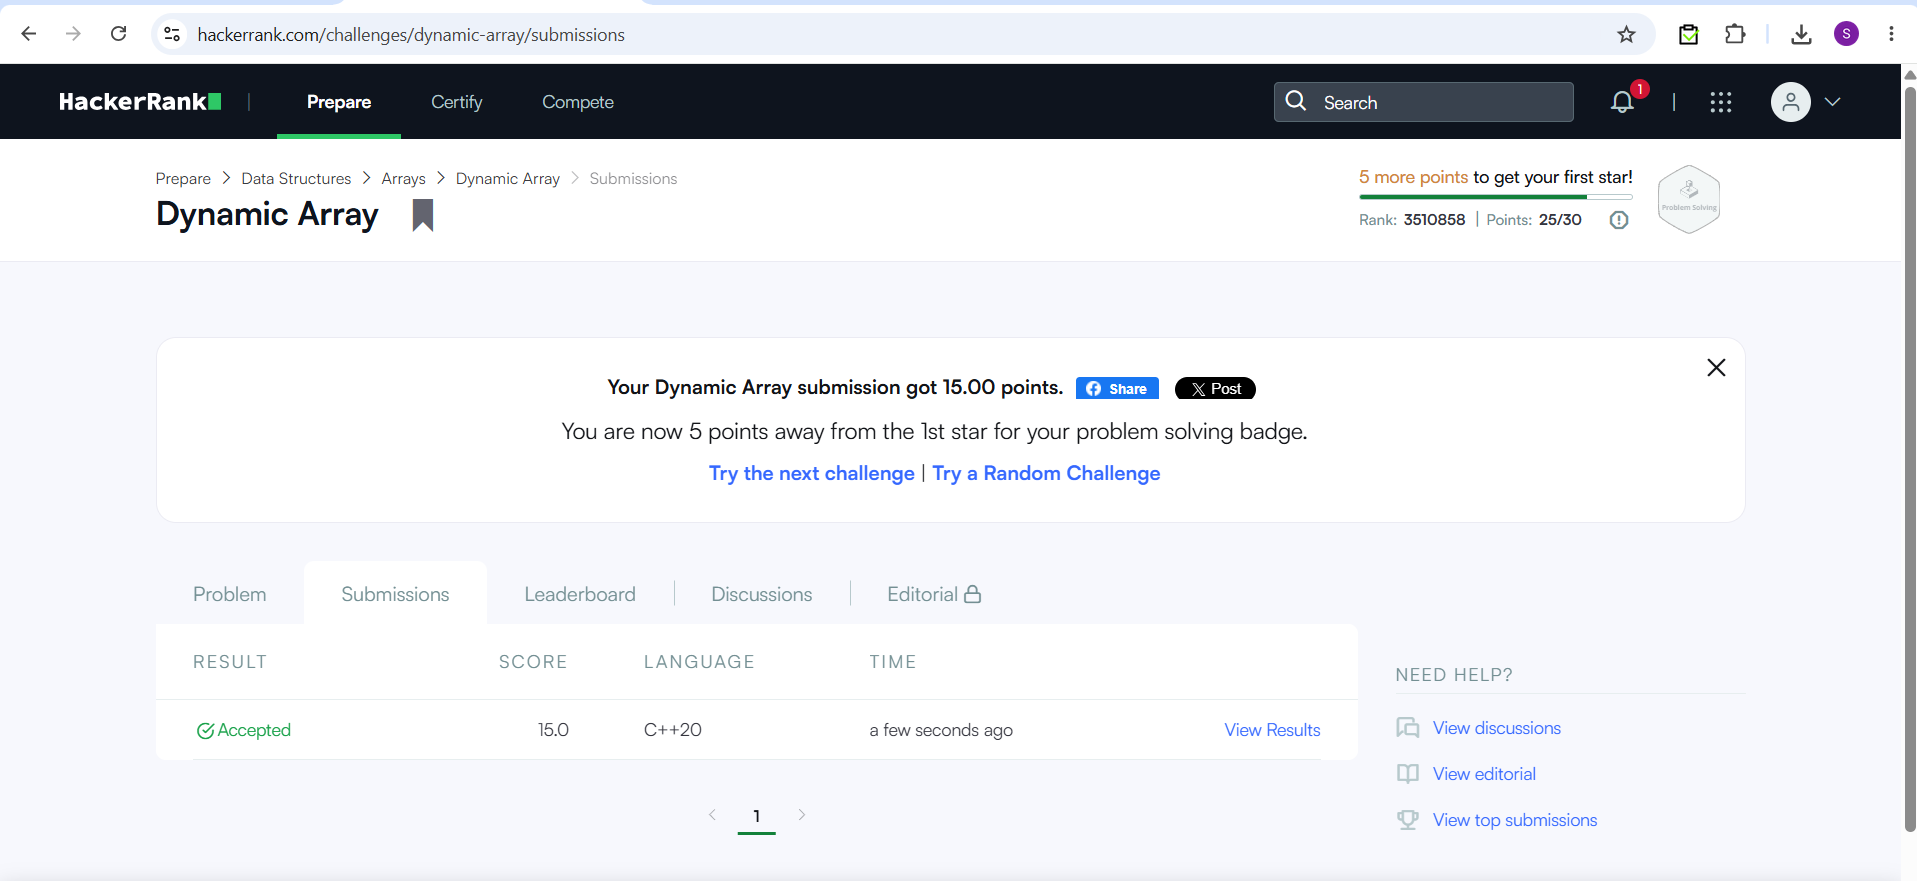 hackerrank.com/challenges/dynamic-array/submissions
S
HackerRank
Prepare
Certify
Compete
Search
1
Prepare > Data Structures > Arrays > Dynamic Array > Submissions
Dynamic Array
5 more points to get your first star!
Rank: 3510858 | Points: 25/30
Problem Solving
Your Dynamic Array submission got 15.00 points. Share X Post
You are now 5 points away from the 1st star for your problem solving badge.
Try the next challenge | Try a Random Challenge
Problem Submissions Leaderboard Discussions Editorial
RESULT SCORE LANGUAGE TIME
Accepted 15.0 C++20 a few seconds ago View Results
1
NEED HELP?
View discussions
View editorial
View top submissions